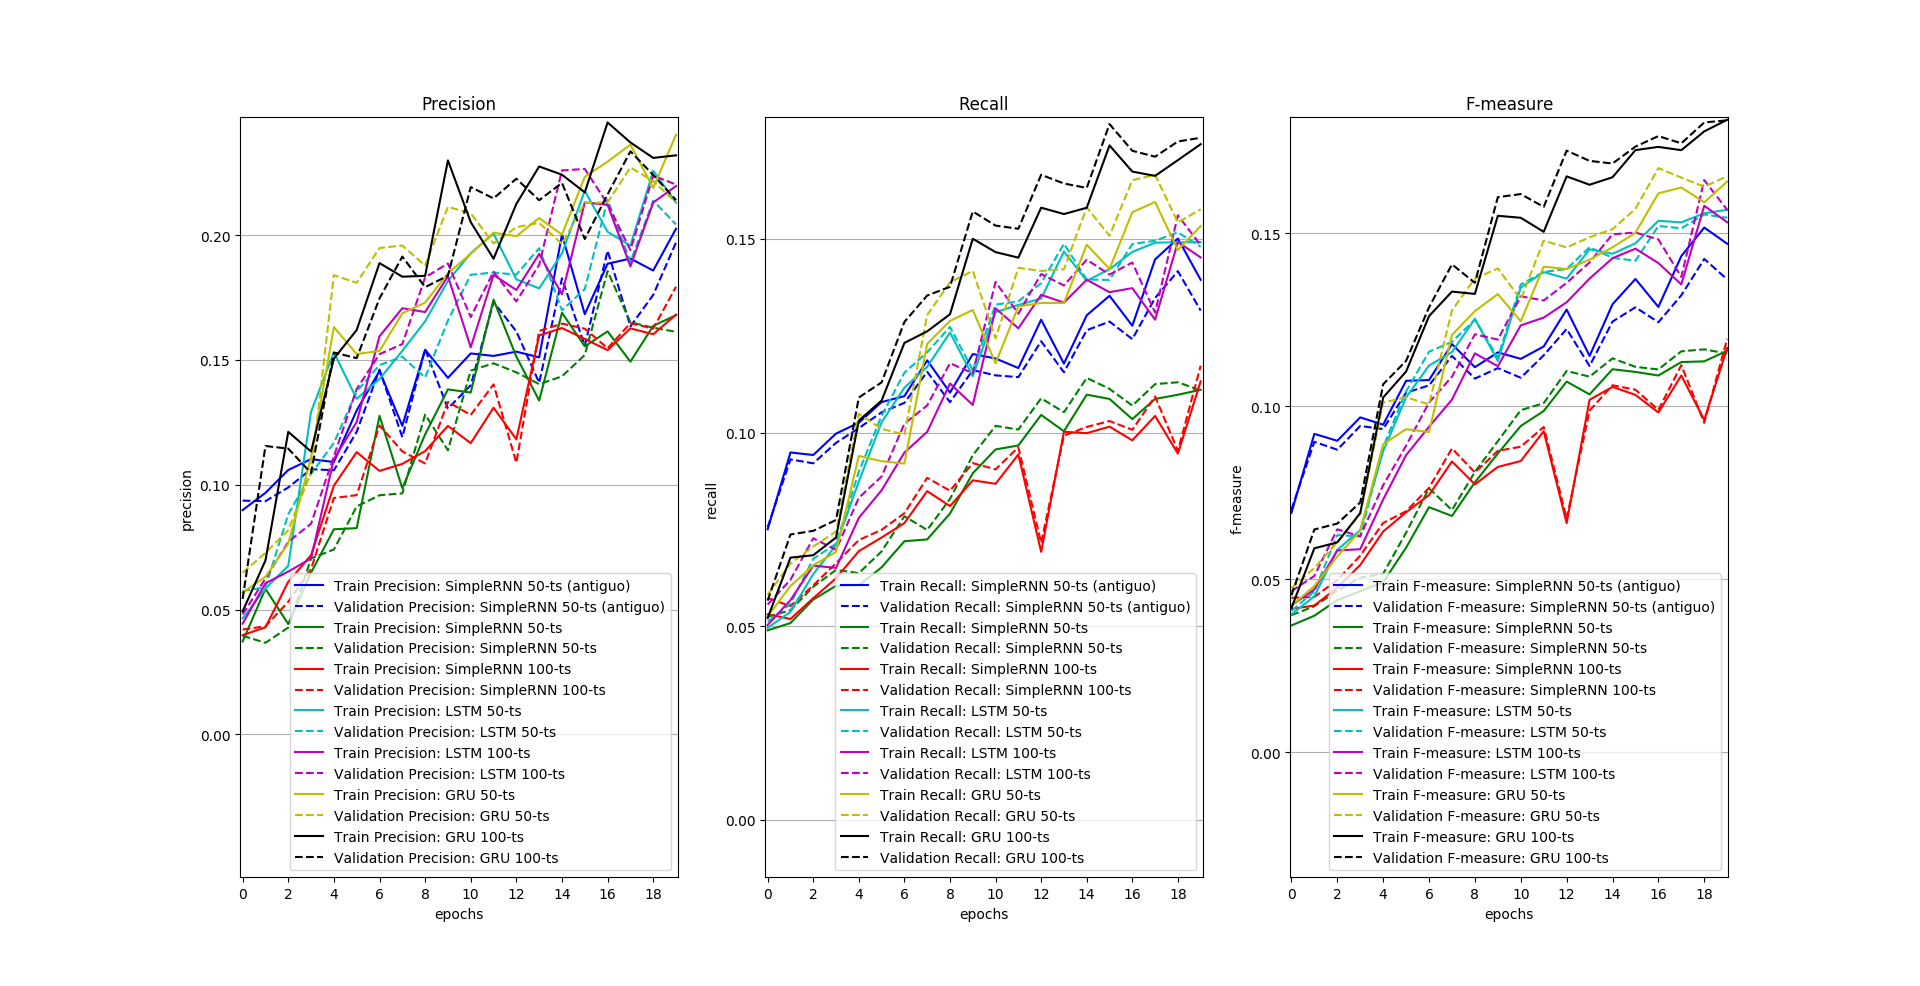 Precision
precision
0.20
0.15
0.10
0.05
0.00
Train Precision: SimpleRNN 50-ts (antiguo)
Validation Precision: SimpleRNN 50-ts (antiguo)
Train Precision: SimpleRNN 50-ts
Validation Precision: SimpleRNN 50-ts
Train Precision: SimpleRNN 100-ts
Validation Precision: SimpleRNN 100-ts
Train Precision: LSTM 50-ts
Validation Precision: LSTM 50-ts
Train Precision: LSTM 100-ts
Validation Precision: LSTM 100-ts
Train Precision: GRU 50-ts
Validation Precision: GRU 50-ts
Train Precision: GRU 100-ts
Validation Precision: GRU 100-ts
0 2 4 6 8 10 12 14 16 18
epochs
Recall
recall
0.15
0.10
0.05
0.00
Train Recall: SimpleRNN 50-ts (antiguo)
Validation Recall: SimpleRNN 50-ts (antiguo)
Train Recall: SimpleRNN 50-ts
Validation Recall: SimpleRNN 50-ts
Train Recall: SimpleRNN 100-ts
Validation Recall: SimpleRNN 100-ts
Train Recall: LSTM 50-ts
Validation Recall: LSTM 50-ts
Train Recall: LSTM 100-ts
Validation Recall: LSTM 100-ts
Train Recall: GRU 50-ts
Validation Recall: GRU 50-ts
Train Recall: GRU 100-ts
Validation Recall: GRU 100-ts
0 2 4 6 8 10 12 14 16 18
epochs
F-measure
f-measure
0.15
0.10
0.05
0.00
Train F-measure: SimpleRNN 50-ts (antiguo)
Validation F-measure: SimpleRNN 50-ts (antiguo)
Train F-measure: SimpleRNN 50-ts
Validation F-measure: SimpleRNN 50-ts
Train F-measure: SimpleRNN 100-ts
Validation F-measure: SimpleRNN 100-ts
Train F-measure: LSTM 50-ts
Validation F-measure: LSTM 50-ts
Train F-measure: LSTM 100-ts
Validation F-measure: LSTM 100-ts
Train F-measure: GRU 50-ts
Validation F-measure: GRU 50-ts
Train F-measure: GRU 100-ts
Validation F-measure: GRU 100-ts
0 2 4 6 8 10 12 14 16 18
epochs